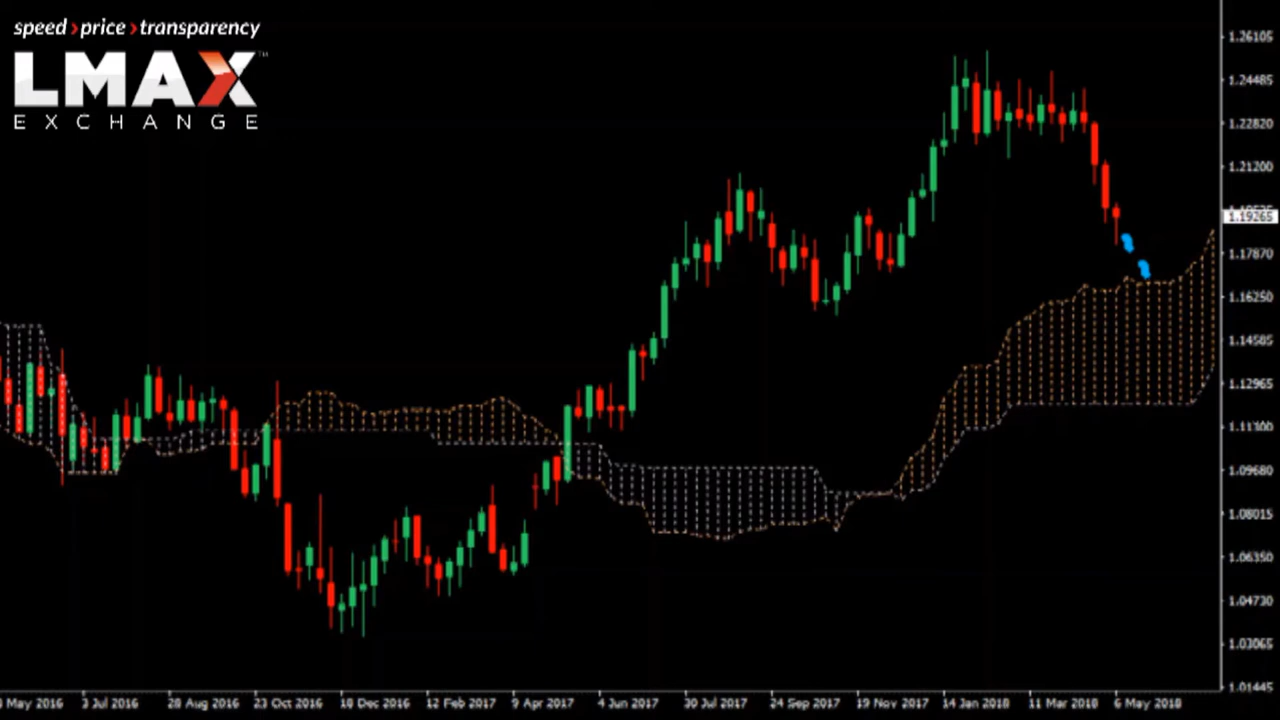 speed›price›transparency
LMAX™
EXCHANGE
1.26105
1.24485
1.22820
1.21200
1.19265
1.17870
1.16250
1.14585
1.12965
1.11300
1.09680
1.08015
1.06350
1.04730
1.03065
1.01445
May 2016
3 Jul 2016
28 Aug 2016
23 Oct 2016
18 Dec 2016
12 Feb 2017
9 Apr 2017
4 Jun 2017
30 Jul 2017
24 Sep 2017
19 Nov 2017
14 Jan 2018
11 Mar 2018
6 May 2018